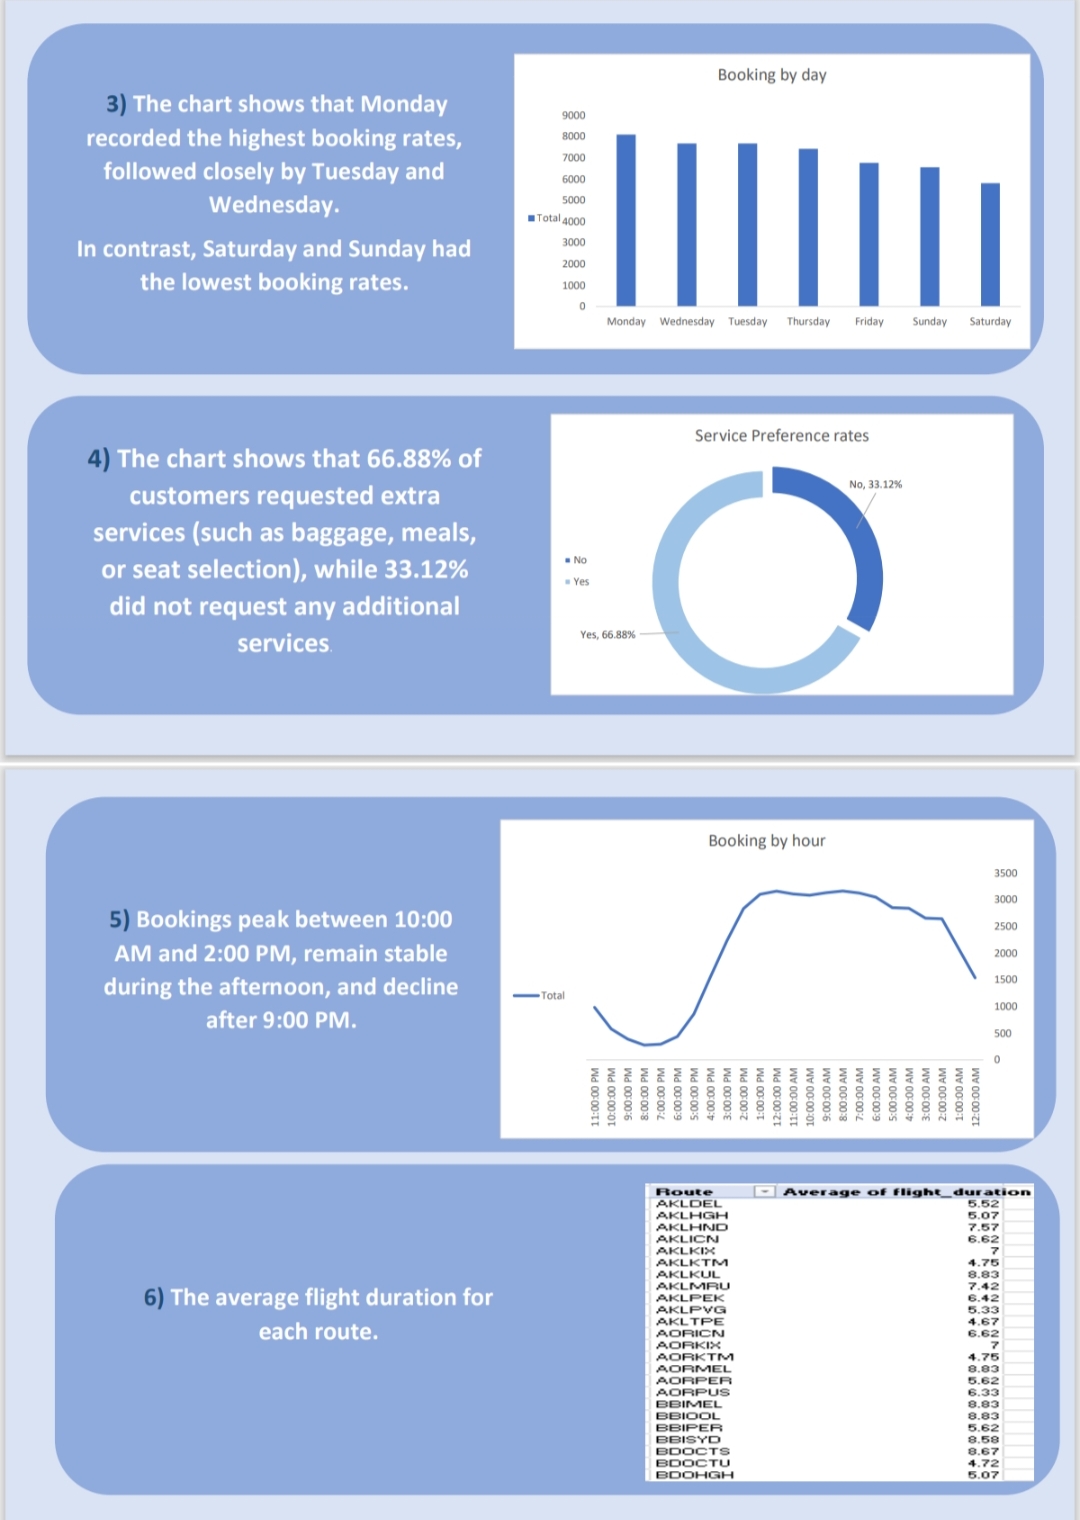 3) The chart shows that Monday
recorded the highest booking rates,
followed closely by Tuesday and
Wednesday.
In contrast, Saturday and Sunday had
the lowest booking rates.
Booking by day
9000
8000
7000
6000
5000
Total 4000
3000
2000
1000
0
Monday Wednesday Tuesday Thursday Friday Sunday Saturday
4) The chart shows that 66.88% of
customers requested extra
services (such as baggage, meals,
or seat selection), while 33.12%
did not request any additional
services.
Service Preference rates
No, 33.12%
No
Yes
Yes, 66.88%
5) Bookings peak between 10:00
AM and 2:00 PM, remain stable
during the afternoon, and decline
after 9:00 PM.
Booking by hour
3500
3000
2500
2000
1500
1000
500
0
Total
11:00:00 PM
10:00:00 PM
9:00:00 PM
8:00:00 PM
7:00:00 PM
6:00:00 PM
5:00:00 PM
4:00:00 PM
3:00:00 PM
2:00:00 PM
1:00:00 PM
12:00:00 PM
11:00:00 AM
10:00:00 AM
9:00:00 AM
8:00:00 AM
7:00:00 AM
6:00:00 AM
5:00:00 AM
4:00:00 AM
3:00:00 AM
2:00:00 AM
1:00:00 AM
12:00:00 AM
6) The average flight duration for
each route.
Route Average of flight_duration
AKLDEL 5.52
AKLHGH 5.07
AKLHND 7.57
AKLICN 6.62
AKLKIX 7
AKLKTM 4.75
AKLKUL 8.83
AKLMRU 7.42
AKLPEK 6.42
AKLPVG 5.33
AKLTPE 4.67
AORICN 6.62
AORKIX 7
AORKTM 4.75
AORMEL 8.83
AORPER 5.62
AORPUS 6.33
BBIMEL 8.83
BBIOOL 8.83
BBIPER 5.62
BBISYD 8.58
BDOCTS 8.67
BDOCTU 4.72
BDOHGH 5.07